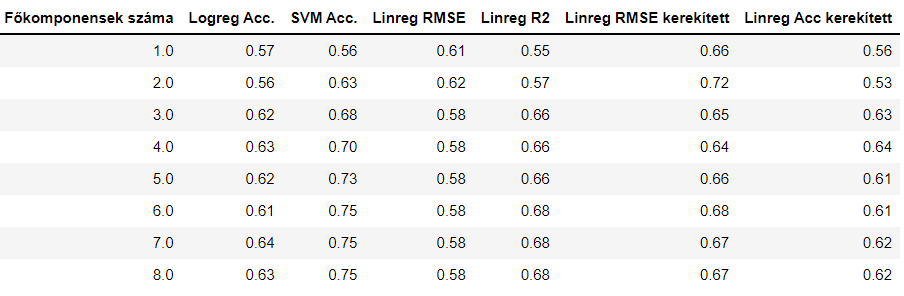 Főkomponensek száma Logreg Acc. SVM Acc. Linreg RMSE Linreg R2 Linreg RMSE kerekített Linreg Acc kerekített
1.0 0.57 0.56 0.61 0.55 0.66 0.56
2.0 0.56 0.63 0.62 0.57 0.72 0.53
3.0 0.62 0.68 0.58 0.66 0.65 0.63
4.0 0.63 0.70 0.58 0.66 0.64 0.64
5.0 0.62 0.73 0.58 0.66 0.66 0.61
6.0 0.61 0.75 0.58 0.68 0.68 0.61
7.0 0.64 0.75 0.58 0.68 0.67 0.62
8.0 0.63 0.75 0.58 0.68 0.67 0.62